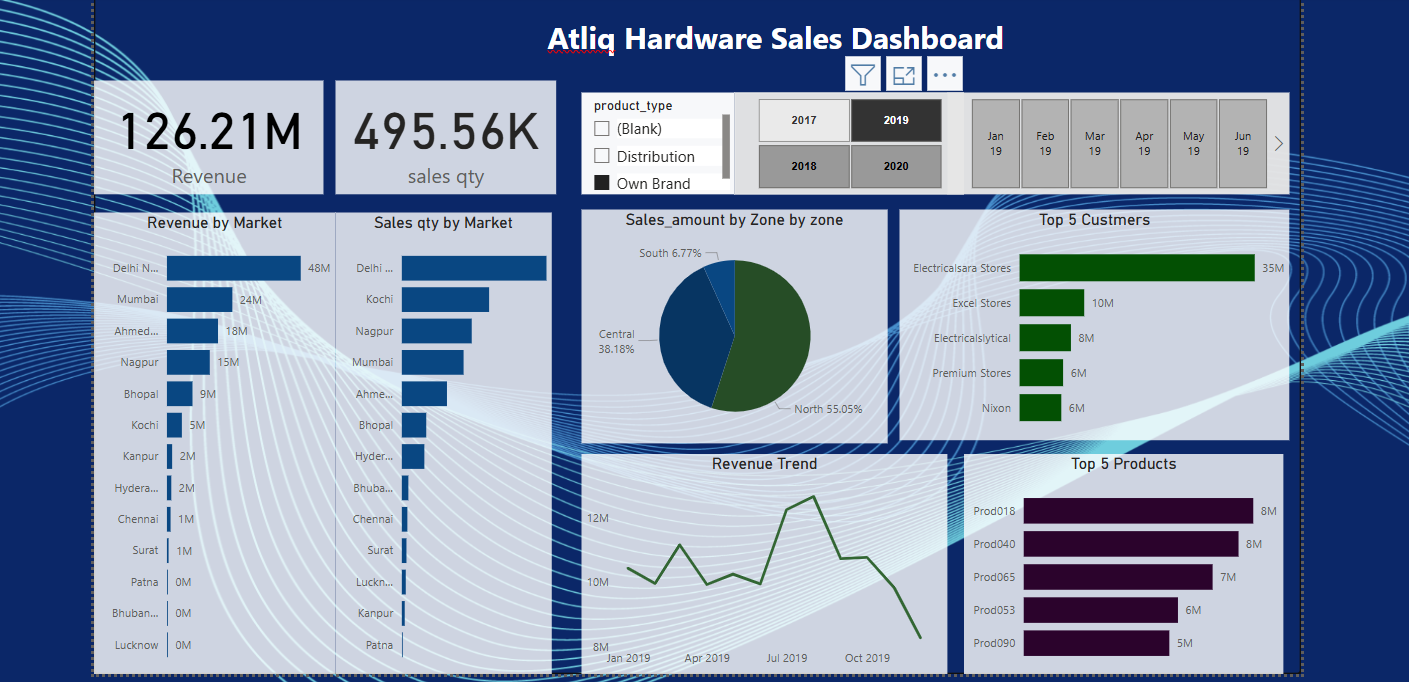 Atliq Hardware Sales Dashboard
126.21M
Revenue
495.56K
sales qty
product_type
(Blank)
Distribution
Own Brand
2017
2019
2018
2020
Jan
19
Feb
19
Mar
19
Apr
19
May
19
Jun
19
Revenue by Market
Delhi N... 48M
Mumbai 24M
Ahmed... 18M
Nagpur 15M
Bhopal 9M
Kochi 5M
Kanpur 2M
Hydera... 2M
Chennai 1M
Surat 1M
Patna 0M
Bhuban... 0M
Lucknow 0M
Sales qty by Market
Delhi ...
Kochi
Nagpur
Mumbai
Ahme...
Bhopal
Hyder...
Bhuba...
Chennai
Surat
Luckn...
Kanpur
Patna
Sales_amount by Zone by zone
South 6.77%
Central
38.18%
North 55.05%
Top 5 Custmers
Electricalsara Stores 35M
Excel Stores 10M
Electricalslytical 8M
Premium Stores 6M
Nixon 6M
Revenue Trend
12M
10M
8M
Jan 2019 Apr 2019 Jul 2019 Oct 2019
Top 5 Products
Prod018 8M
Prod040 8M
Prod065 7M
Prod053 6M
Prod090 5M